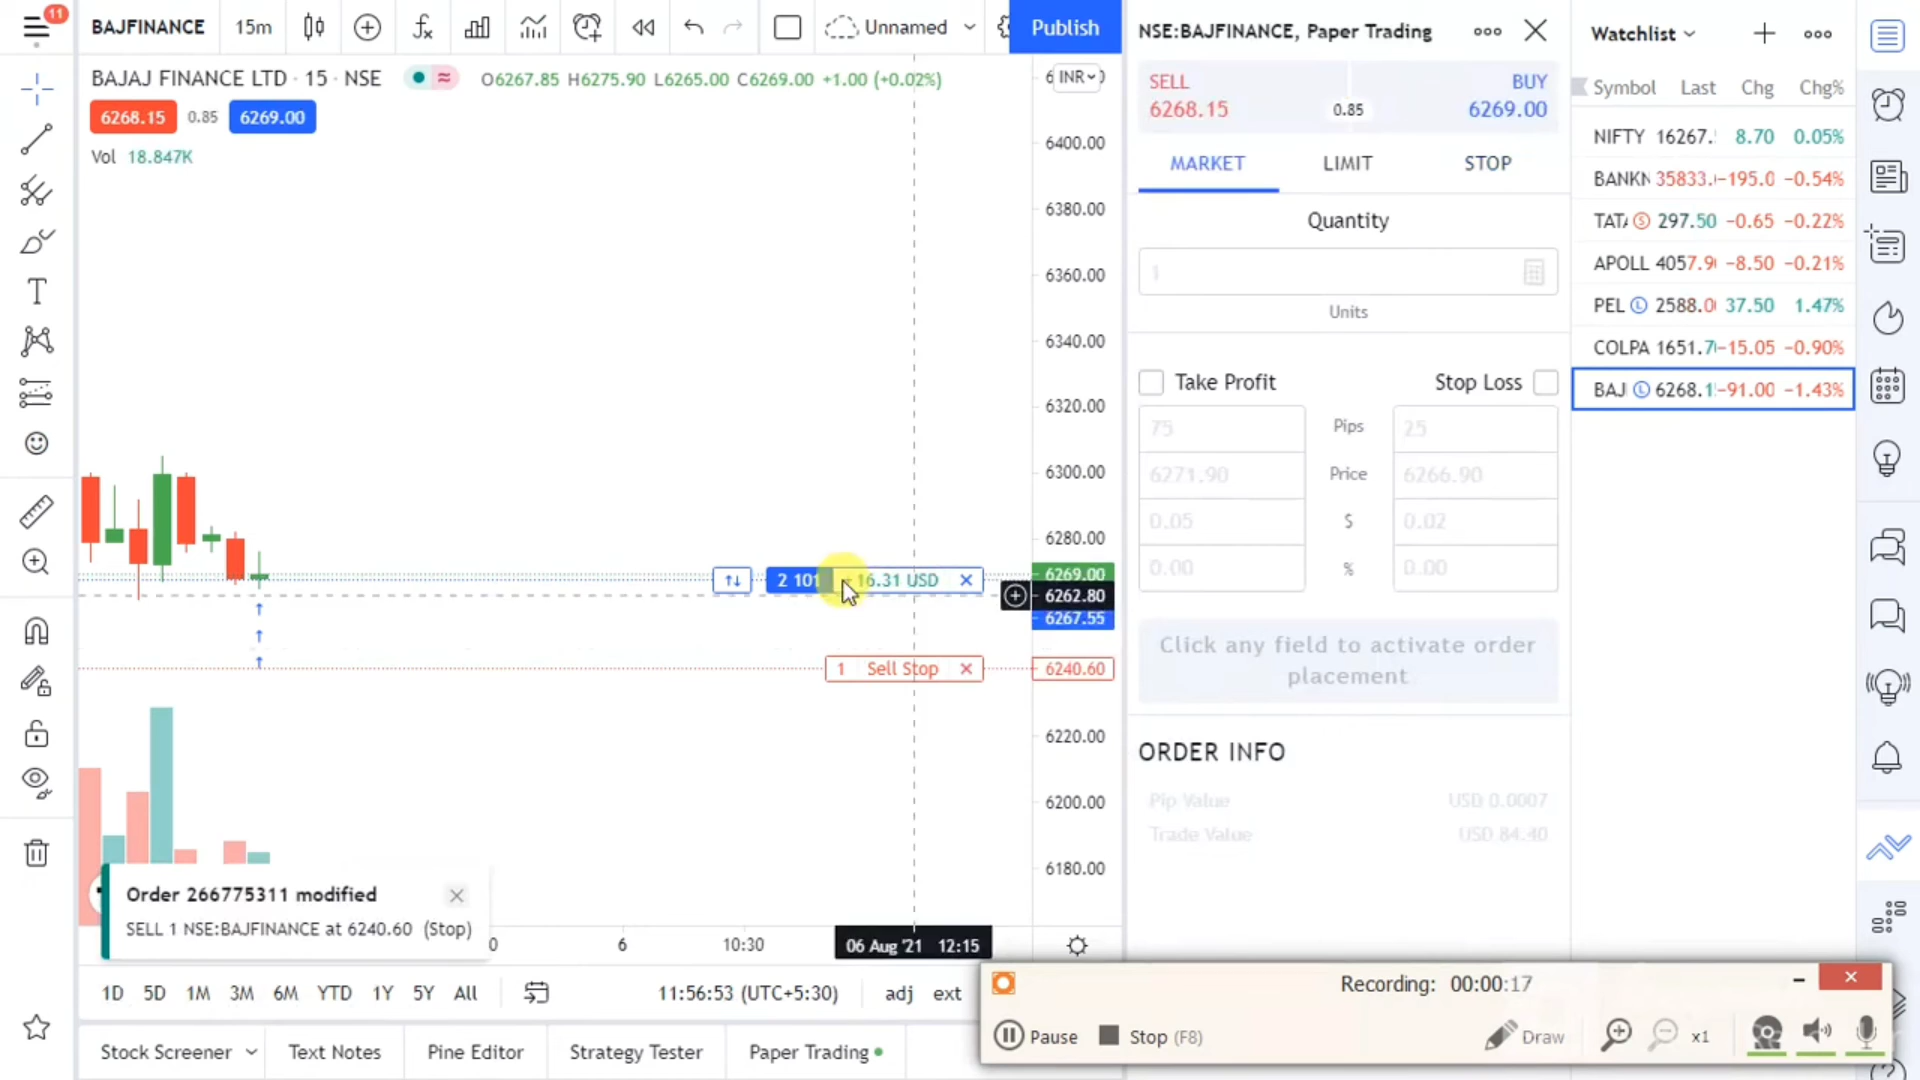 11
BAJFINANCE 15m Unnamed Publish
BAJAJ FINANCE LTD · 15 · NSE O6267.85 H6275.90 L6265.00 C6269.00 +1.00 (+0.02%)
INR
6268.15 0.85 6269.00
Vol 18.847K
6400.00
6380.00
6360.00
6340.00
6320.00
6300.00
6280.00
6269.00
6262.80
6267.55
6240.60
6220.00
6200.00
6180.00
2 101 16.31 USD
1 Sell Stop
Order 266775311 modified
SELL 1 NSE:BAJFINANCE at 6240.60 (Stop)
6 10:30 06 Aug '21 12:15
1D 5D 1M 3M 6M YTD 1Y 5Y All 11:56:53 (UTC+5:30) adj ext
Stock Screener Text Notes Pine Editor Strategy Tester Paper Trading
NSE:BAJFINANCE, Paper Trading
SELL BUY
6268.15 0.85 6269.00
MARKET LIMIT STOP
Quantity
1
Units
Take Profit Stop Loss
75 Pips 25
6271.90 Price 6266.90
0.05 $ 0.02
0.00 % 0.00
Click any field to activate order
placement
ORDER INFO
Pip Value USD 0.0007
Trade Value USD 84.40
Watchlist
Symbol Last Chg Chg%
NIFTY 16267. 8.70 0.05%
BANKN 35833. −195.0 −0.54%
TATA 297.50 −0.65 −0.22%
APOLL 4057.9 −8.50 −0.21%
PEL 2588.0 37.50 1.47%
COLPA 1651.7 −15.05 −0.90%
BAJ 6268.1 −91.00 −1.43%
Recording: 00:00:17
Pause Stop (F8) Draw x1